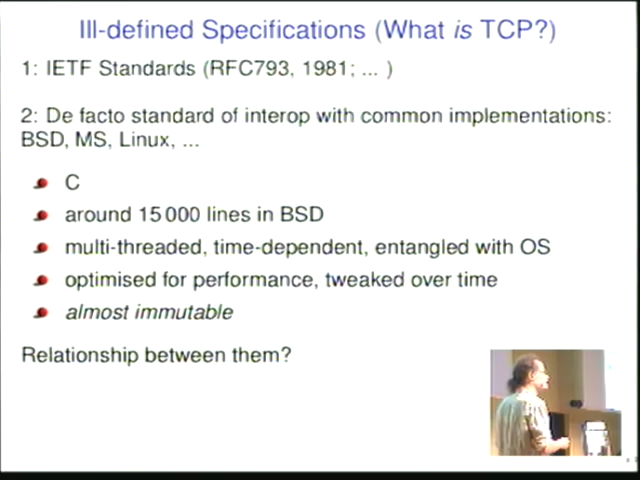 Ill-defined Specifications (What is TCP?)
1: IETF Standards (RFC793, 1981; ... )
2: De facto standard of interop with common implementations:
BSD, MS, Linux, ...
C
around 15 000 lines in BSD
multi-threaded, time-dependent, entangled with OS
optimised for performance, tweaked over time
almost immutable
Relationship between them?